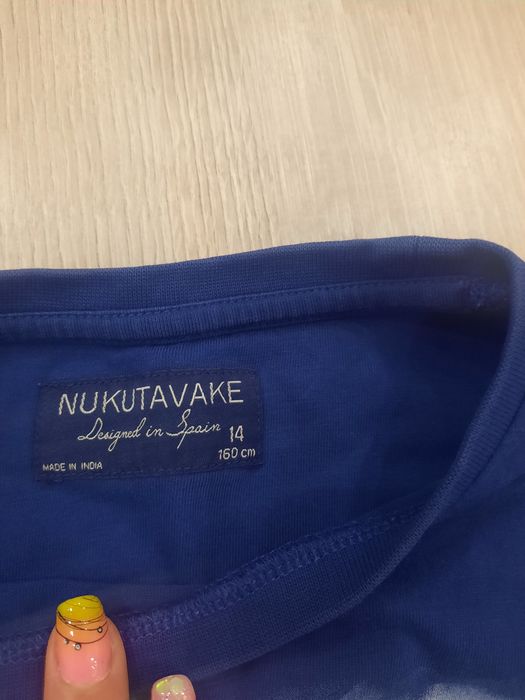 NUKUTAVAKE
Designed in Spain 14
160 cm
MADE IN INDIA